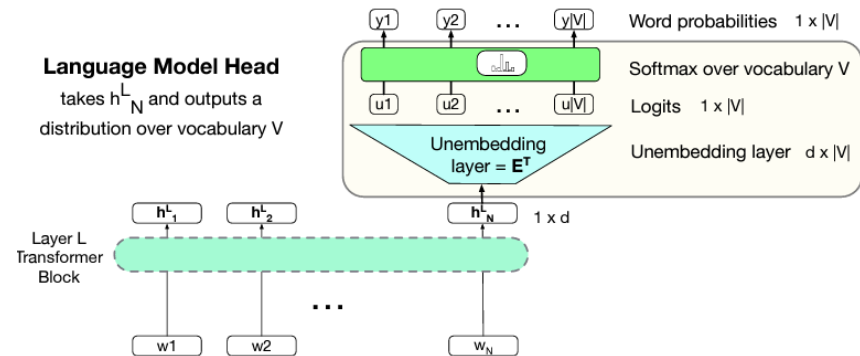 y1 y2 ... y|V| Word probabilities 1 x |V|
Language Model Head
takes h^L_N and outputs a
distribution over vocabulary V
Softmax over vocabulary V
u1 u2 ... u|V| Logits 1 x |V|
Unembedding
layer = E^T
Unembedding layer d x |V|
h^L_1 h^L_2 h^L_N 1 x d
Layer L
Transformer
Block
...
w1 w2 w_N